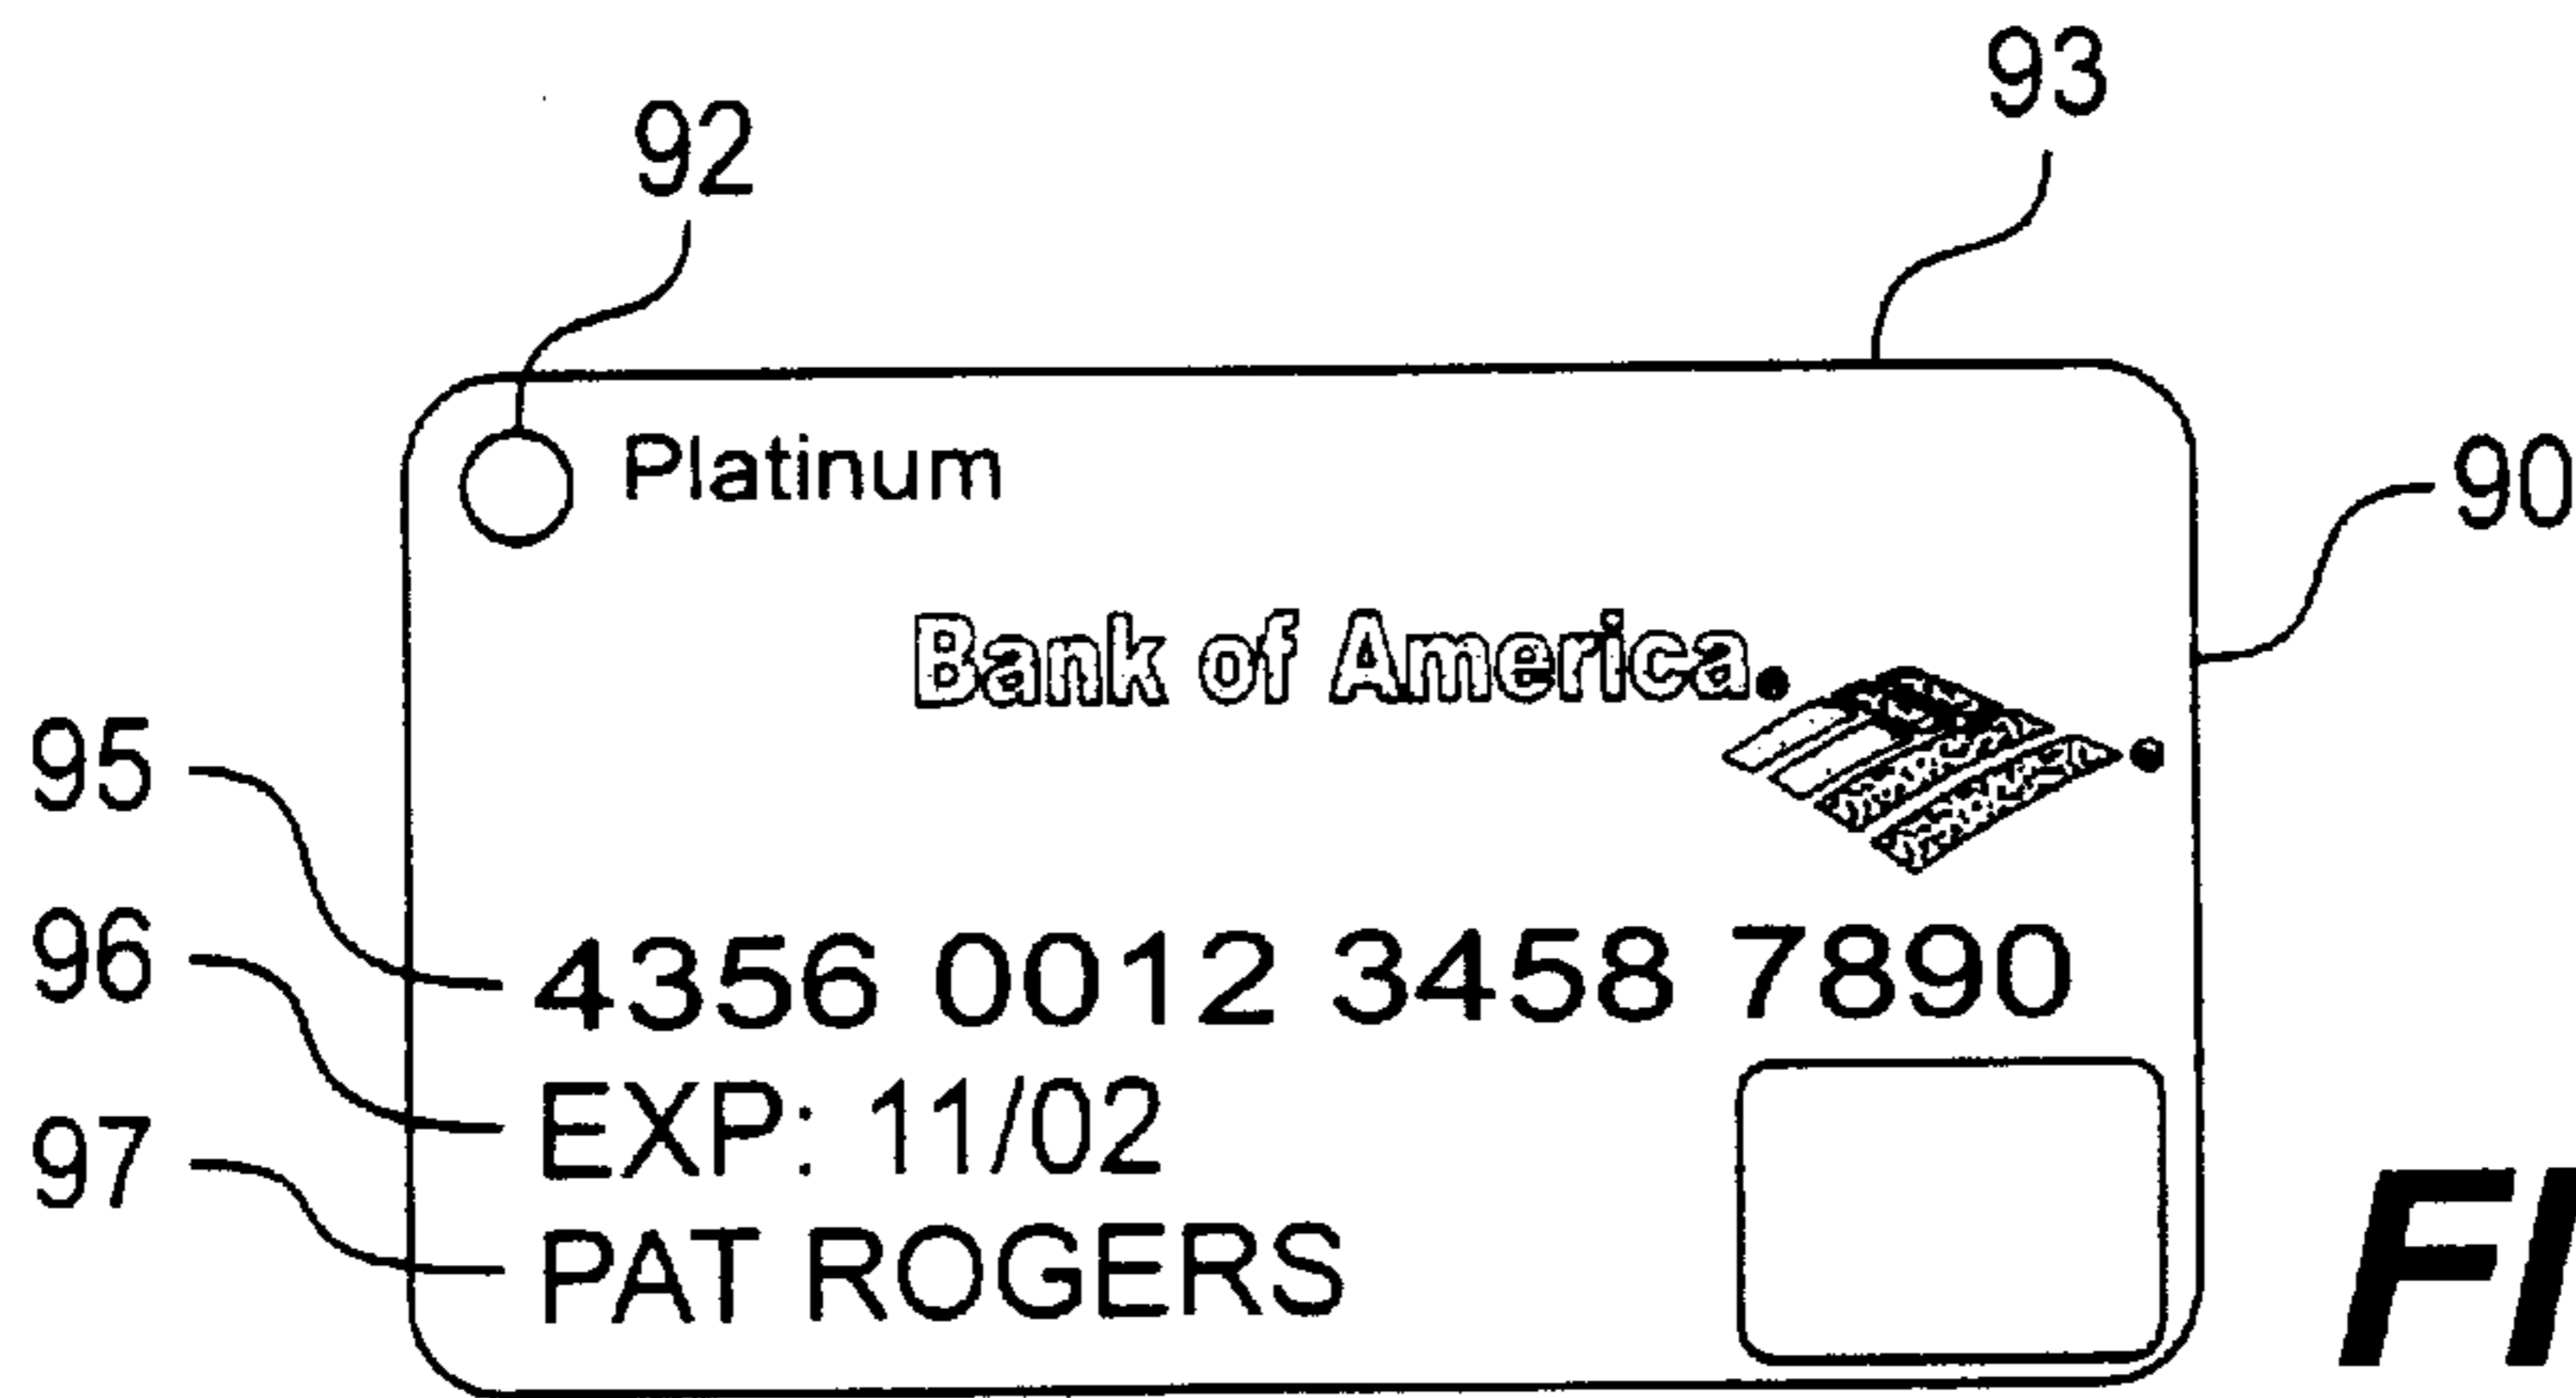 93
92
Platinum
90
Bank of America
95
4356 0012 3458 7890
96
EXP: 11/02
97
PAT ROGERS
FI